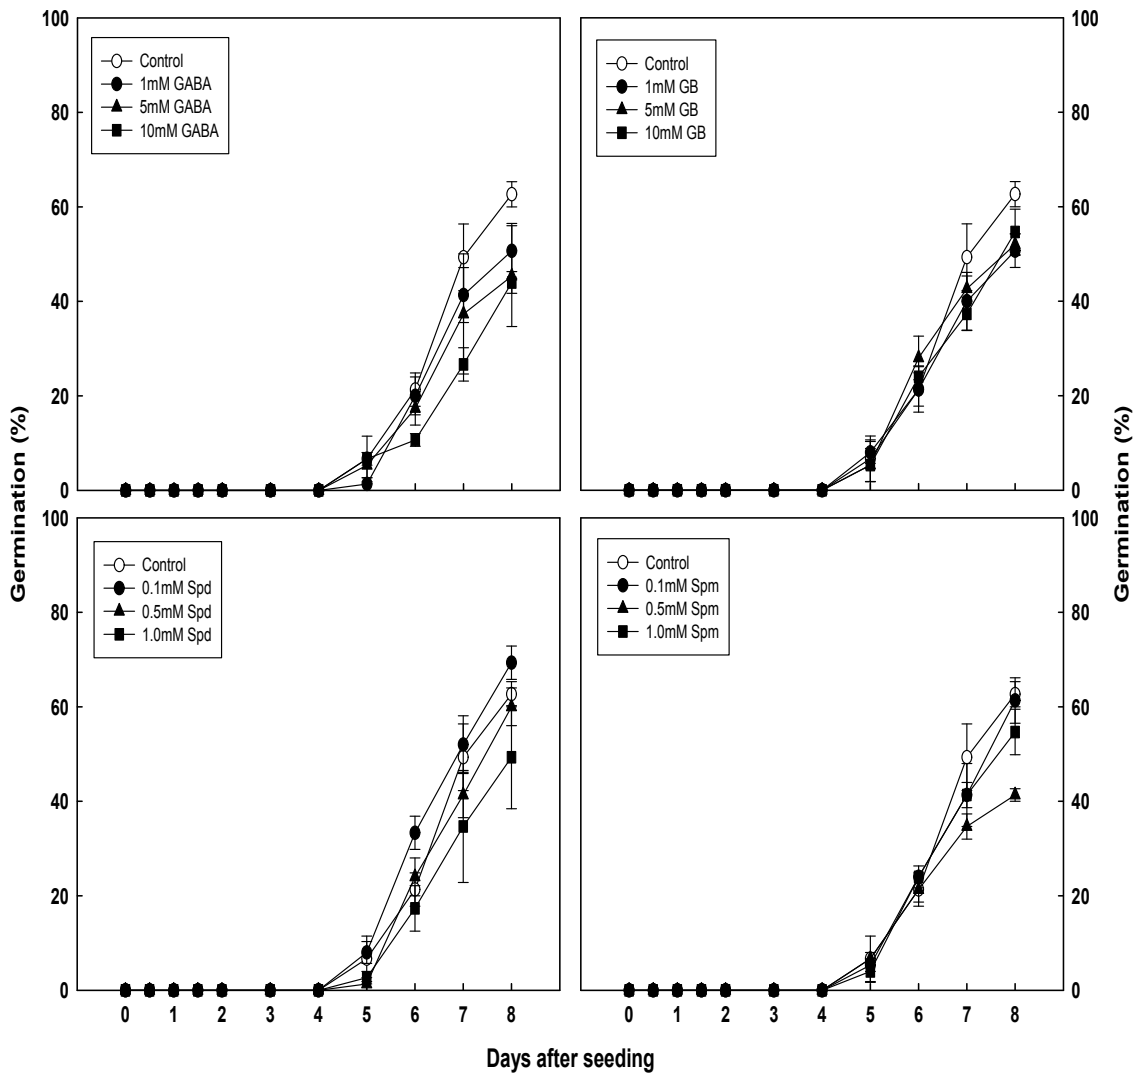 100
80
60
40
20
0
Control
1mM GABA
5mM GABA
10mM GABA
Control
1mM GB
5mM GB
10mM GB
100
80
60
40
20
0
Germination (%)
Germination (%)
100
80
60
40
20
0
Control
0.1mM Spd
0.5mM Spd
1.0mM Spd
Control
0.1mM Spm
0.5mM Spm
1.0mM Spm
100
80
60
40
20
0
0 1 2 3 4 5 6 7 8
0 1 2 3 4 5 6 7 8
Days after seeding